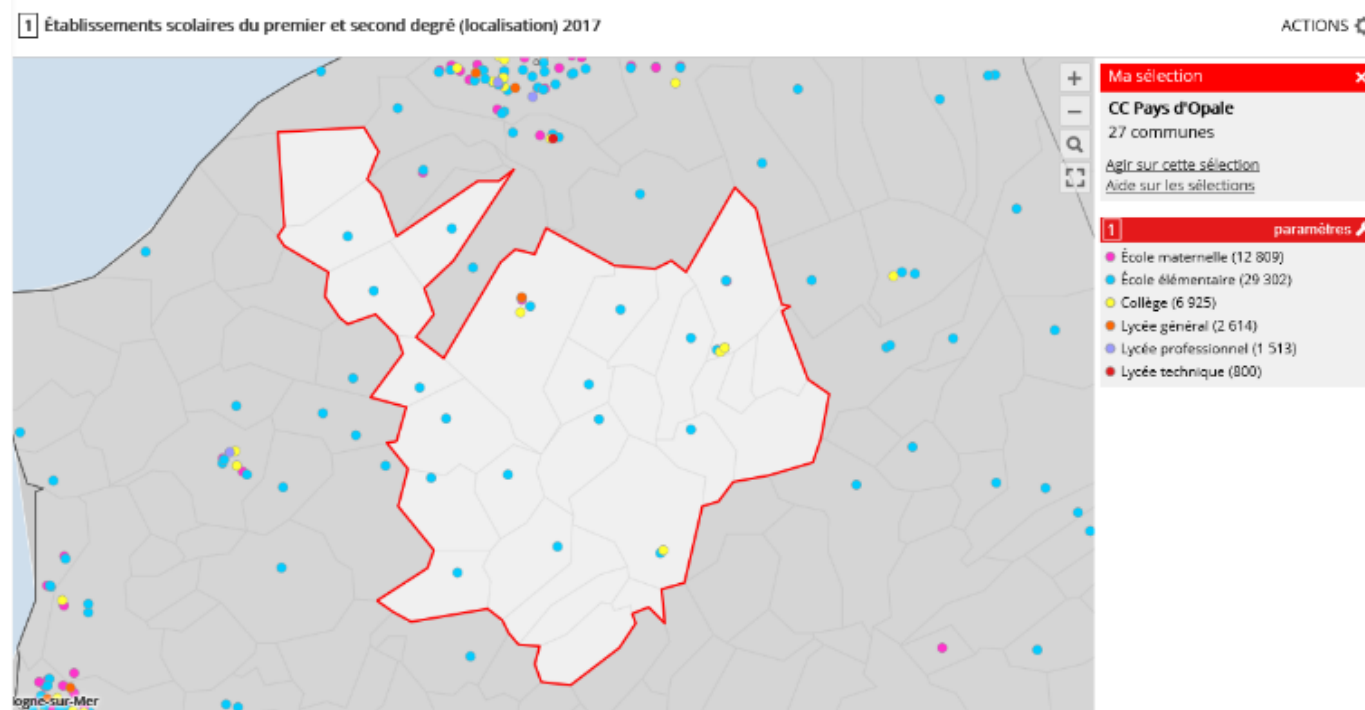 1 Établissements scolaires du premier et second degré (localisation) 2017
ACTIONS
+
−
Ma sélection
CC Pays d'Opale
27 communes
Agir sur cette sélection
Aide sur les sélections
1 paramètres
École maternelle (12 809)
École élémentaire (29 302)
Collège (6 925)
Lycée général (2 614)
Lycée professionnel (1 513)
Lycée technique (800)
ogne-sur-Mer